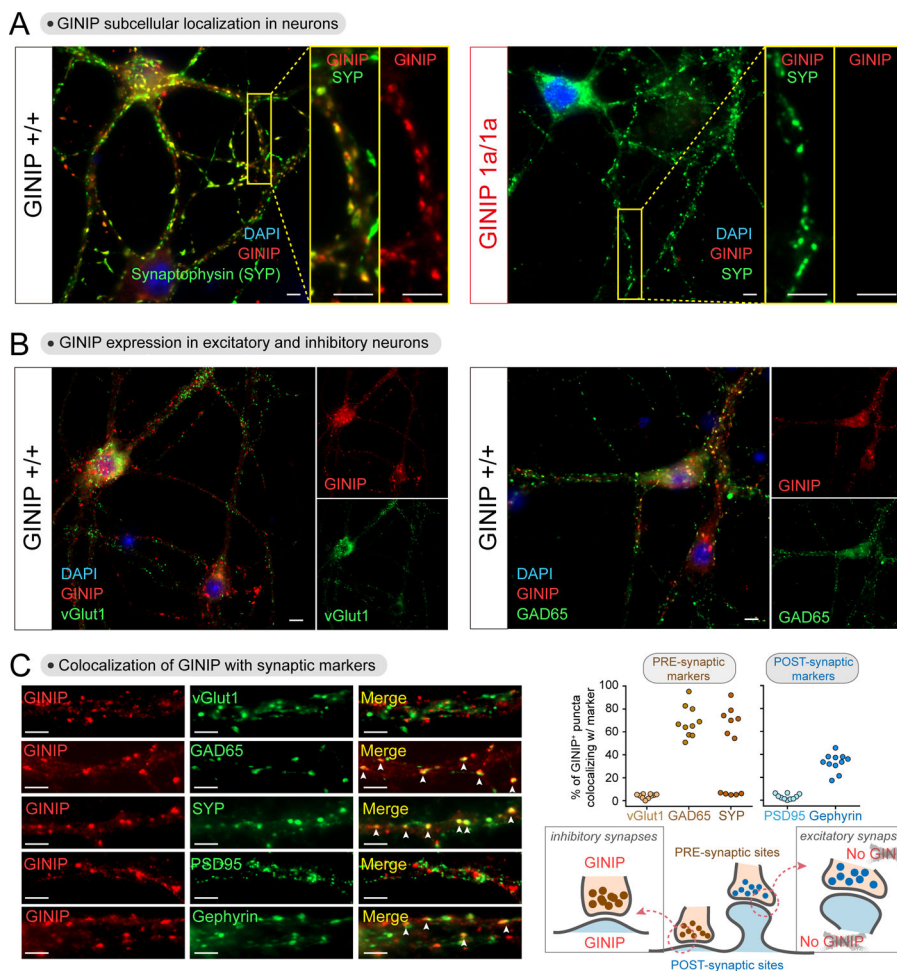 A
• GINIP subcellular localization in neurons
GINIP +/+
DAPI
GINIP
Synaptophysin (SYP)
GINIP
SYP
GINIP
GINIP 1a/1a
DAPI
GINIP
SYP
GINIP
SYP
GINIP
B
• GINIP expression in excitatory and inhibitory neurons
GINIP +/+
DAPI
GINIP
vGlut1
GINIP
vGlut1
GINIP +/+
DAPI
GINIP
GAD65
GINIP
GAD65
C
• Colocalization of GINIP with synaptic markers
GINIP vGlut1 Merge
GINIP GAD65 Merge
GINIP SYP Merge
GINIP PSD95 Merge
GINIP Gephyrin Merge
PRE-synaptic
markers
POST-synaptic
markers
% of GINIP⁺ puncta
colocalizing w/ marker
100
80
60
40
20
0
vGlut1 GAD65 SYP
PSD95 Gephyrin
inhibitory synapses
GINIP
GINIP
PRE-synaptic sites
POST-synaptic sites
excitatory synaps
No GINI
No GINIP